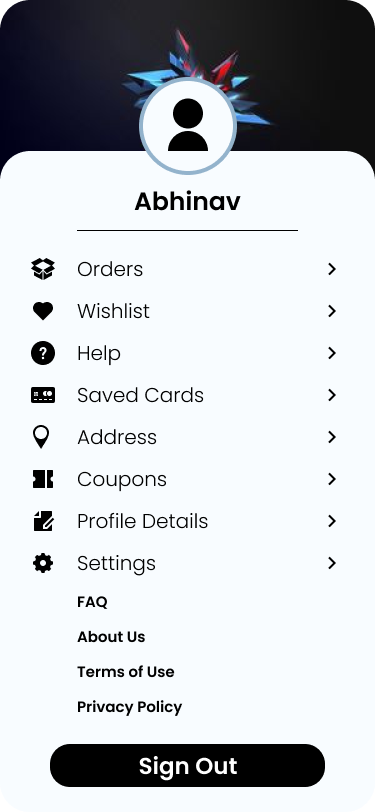 Abhinav
Orders
Wishlist
Help
Saved Cards
Address
Coupons
Profile Details
Settings
FAQ
About Us
Terms of Use
Privacy Policy
Sign Out